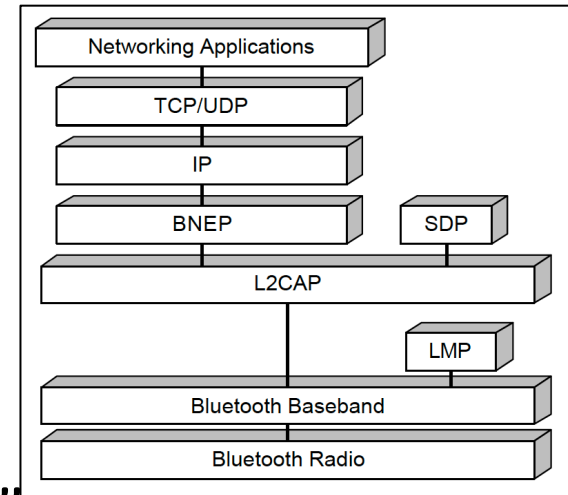 Networking Applications
TCP/UDP
IP
BNEP
SDP
L2CAP
LMP
Bluetooth Baseband
Bluetooth Radio